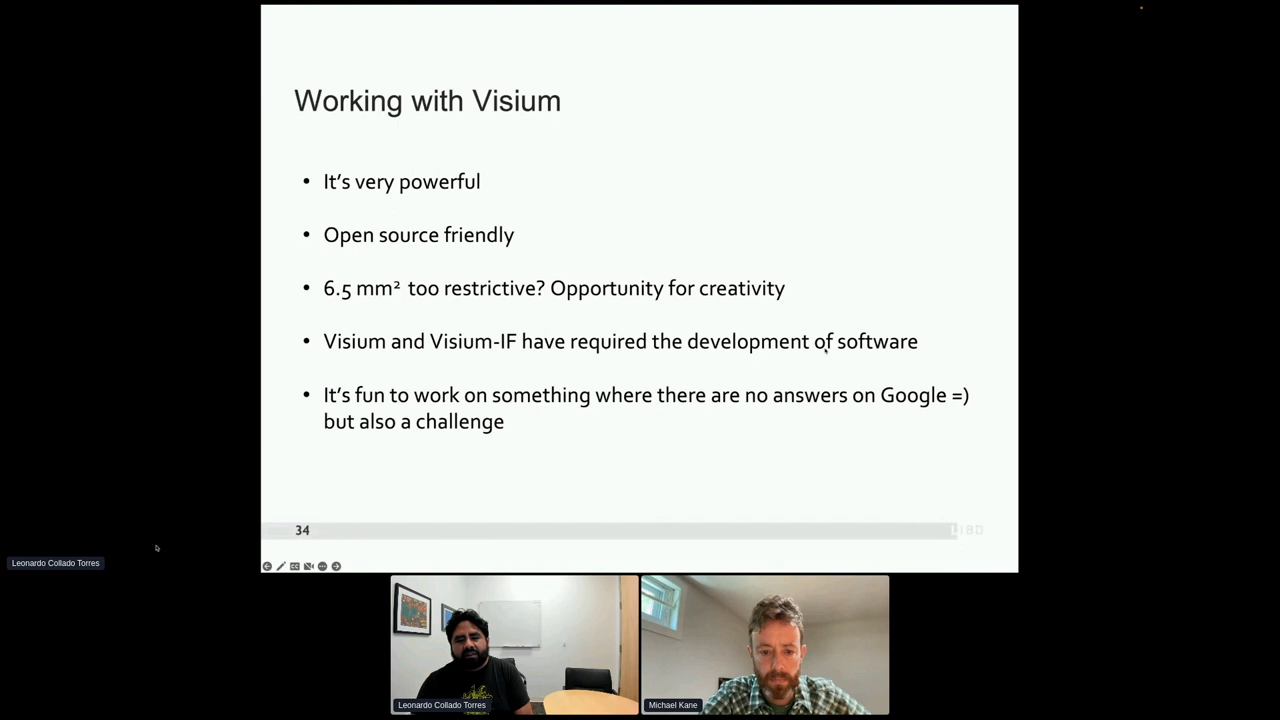 Working with Visium
• It's very powerful
• Open source friendly
• 6.5 mm² too restrictive? Opportunity for creativity
• Visium and Visium-IF have required the development of software
• It's fun to work on something where there are no answers on Google =)
but also a challenge
34
LIBD
Leonardo Collado Torres
Leonardo Collado Torres
Michael Kane